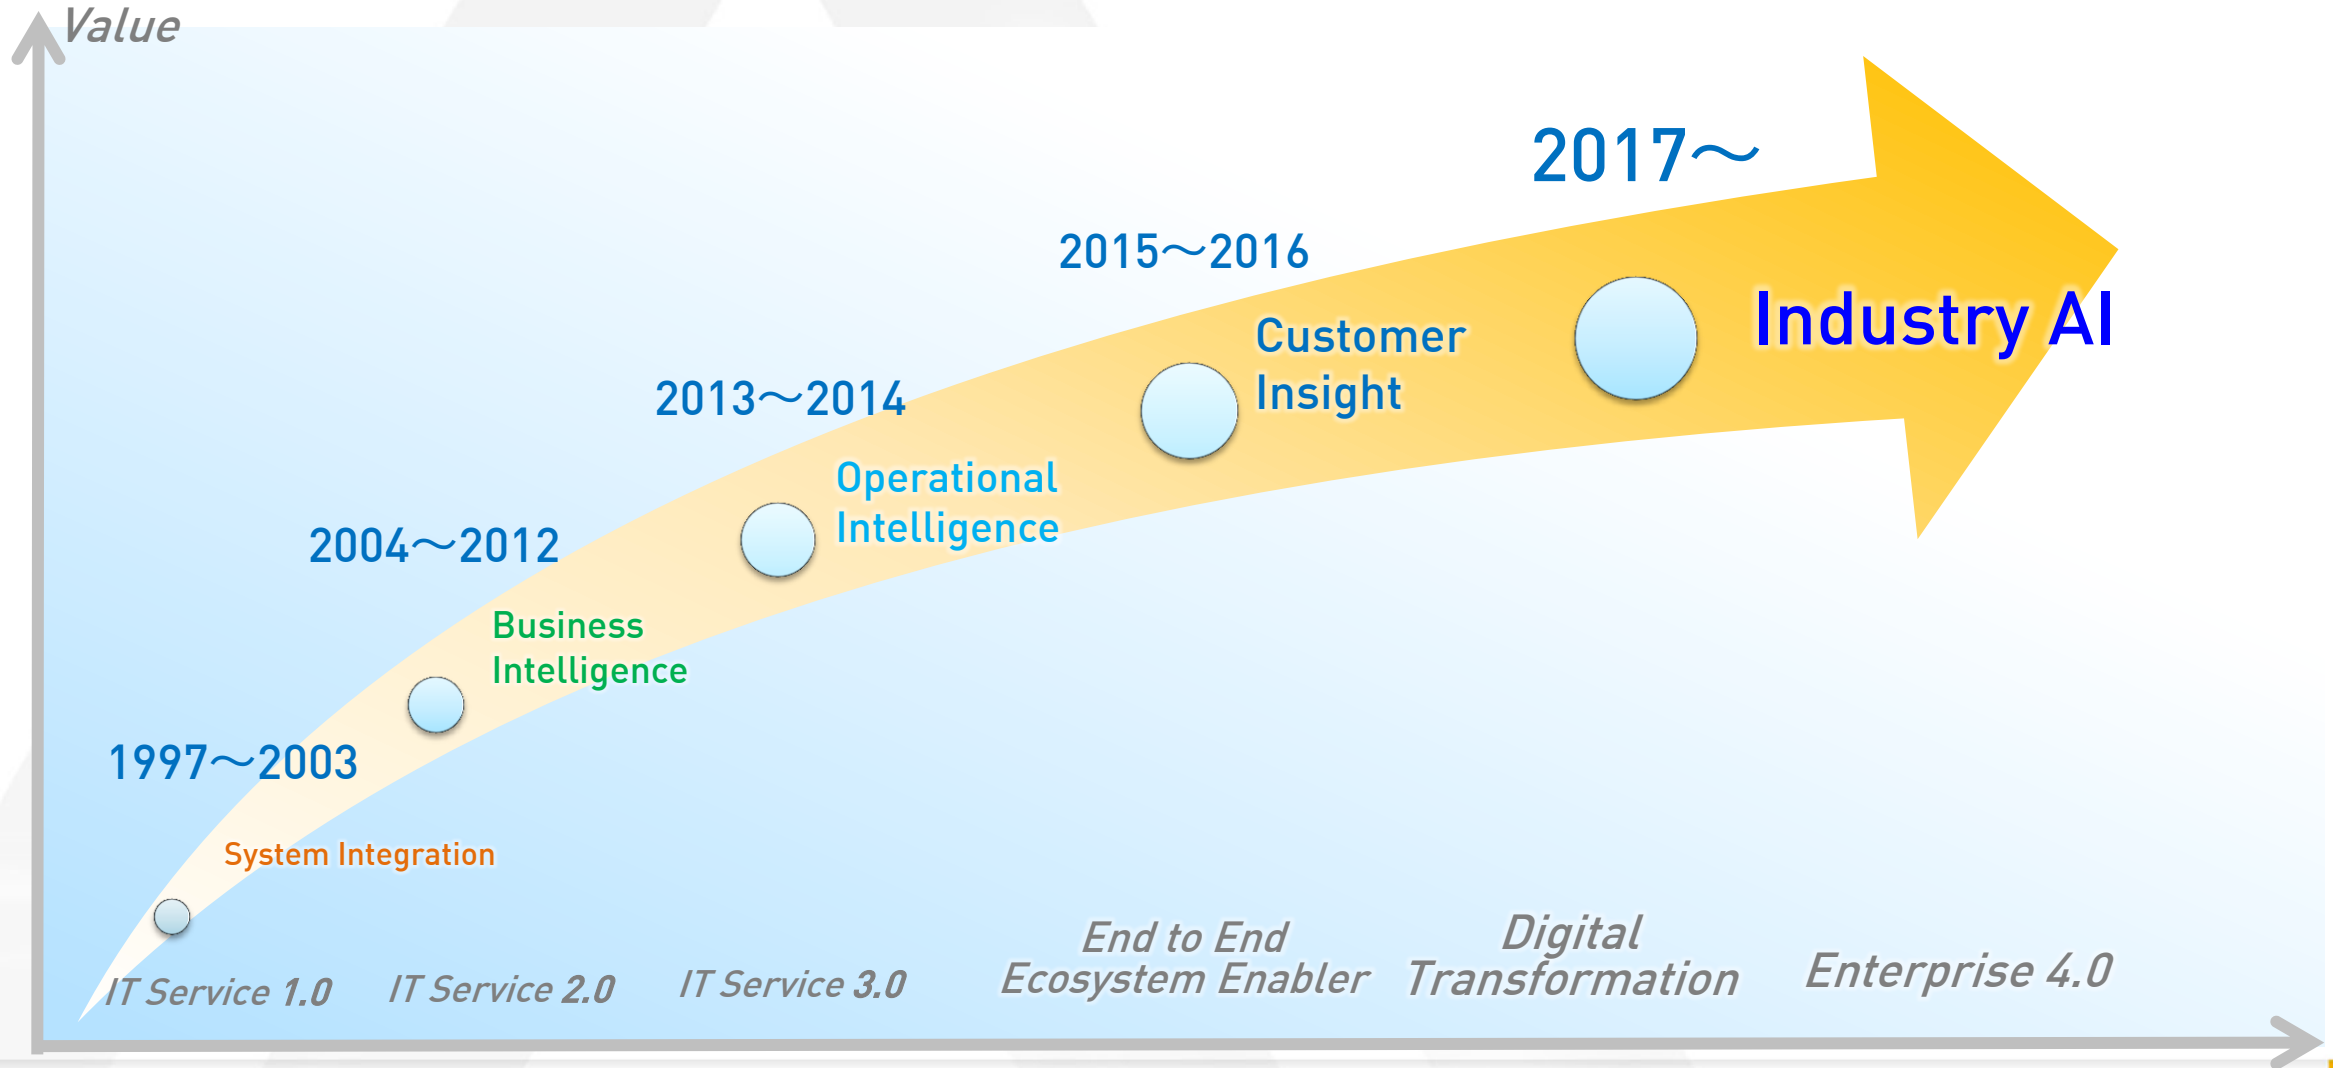 Value
2017～
2015～2016
Industry AI
Customer
Insight
2013～2014
Operational
Intelligence
2004～2012
Business
Intelligence
1997～2003
System Integration
IT Service 1.0
IT Service 2.0
IT Service 3.0
End to End
Ecosystem Enabler
Digital
Transformation
Enterprise 4.0